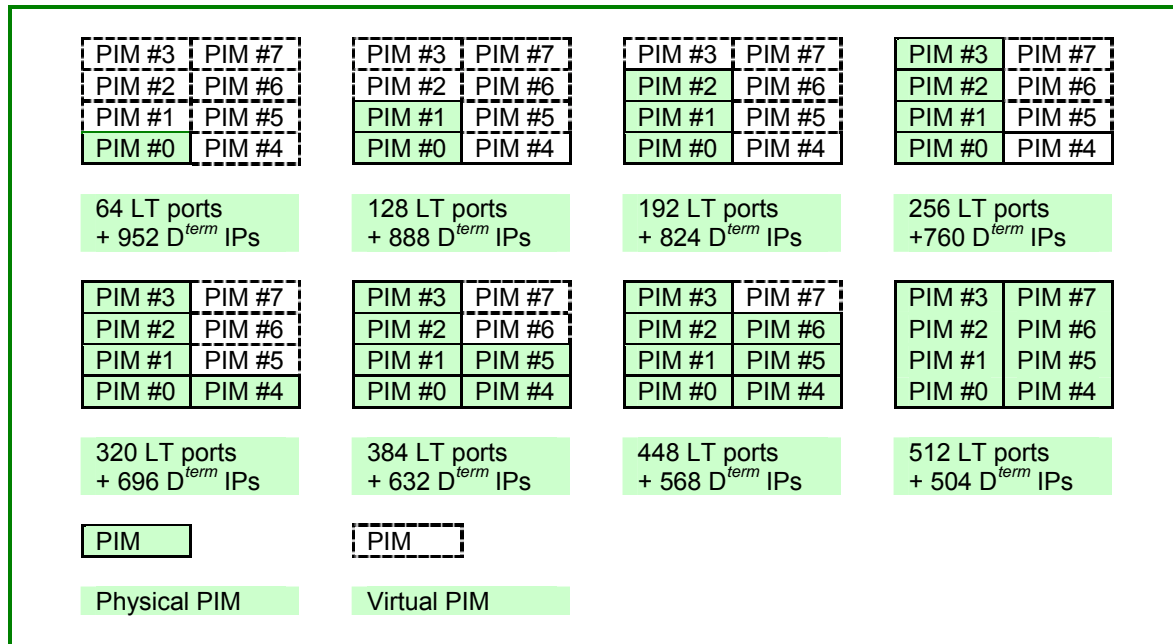 PIM #3 PIM #7 PIM #3 PIM #7 PIM #3 PIM #7 PIM #3 PIM #7
PIM #2 PIM #6 PIM #2 PIM #6 PIM #2 PIM #6 PIM #2 PIM #6
PIM #1 PIM #5 PIM #1 PIM #5 PIM #1 PIM #5 PIM #1 PIM #5
PIM #0 PIM #4 PIM #0 PIM #4 PIM #0 PIM #4 PIM #0 PIM #4
64 LT ports 128 LT ports 192 LT ports 256 LT ports
+ 952 Dterm IPs + 888 Dterm IPs + 824 Dterm IPs +760 Dterm IPs
PIM #3 PIM #7 PIM #3 PIM #7 PIM #3 PIM #7 PIM #3 PIM #7
PIM #2 PIM #6 PIM #2 PIM #6 PIM #2 PIM #6 PIM #2 PIM #6
PIM #1 PIM #5 PIM #1 PIM #5 PIM #1 PIM #5 PIM #1 PIM #5
PIM #0 PIM #4 PIM #0 PIM #4 PIM #0 PIM #4 PIM #0 PIM #4
320 LT ports 384 LT ports 448 LT ports 512 LT ports
+ 696 Dterm IPs + 632 Dterm IPs + 568 Dterm IPs + 504 Dterm IPs
PIM PIM
Physical PIM Virtual PIM